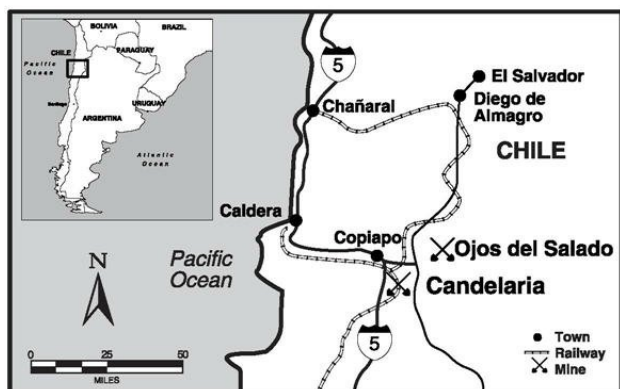 BOLIVIA
BRAZIL
CHILE
PARAGUAY
Pacific
Ocean
Santiago
URUGUAY
ARGENTINA
Atlantic
Ocean
5
El Salvador
Diego de
Almagro
Chañaral
CHILE
Caldera
Copiapo
Ojos del Salado
Pacific
Ocean
Candelaria
N
5
Town
Railway
Mine
0 25 50
MILES